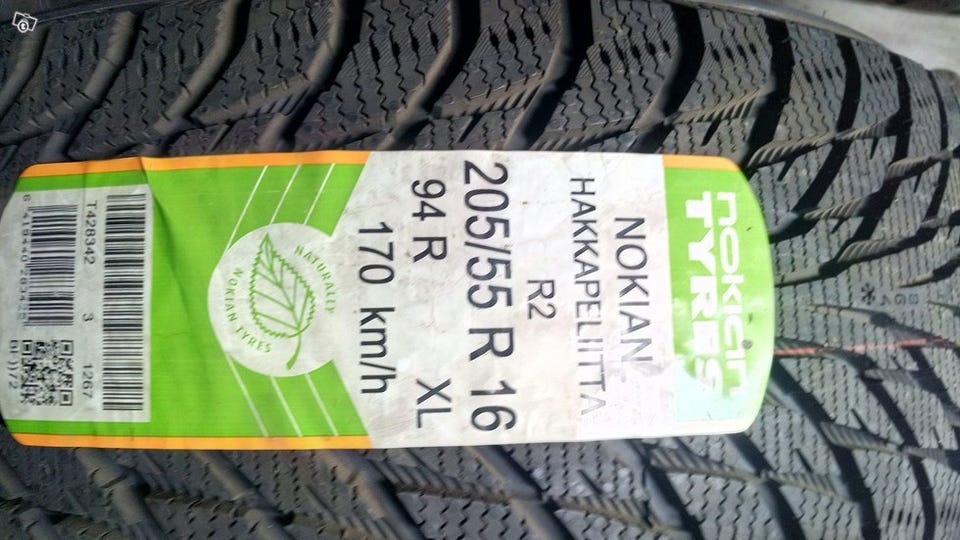 nokian
TYRES
NOKIAN
HAKKAPELIITTA
R2
205/55 R 16
94 R XL
170 km/h
NATURALLY
NOKIAN TYRES
T428342 3 1267